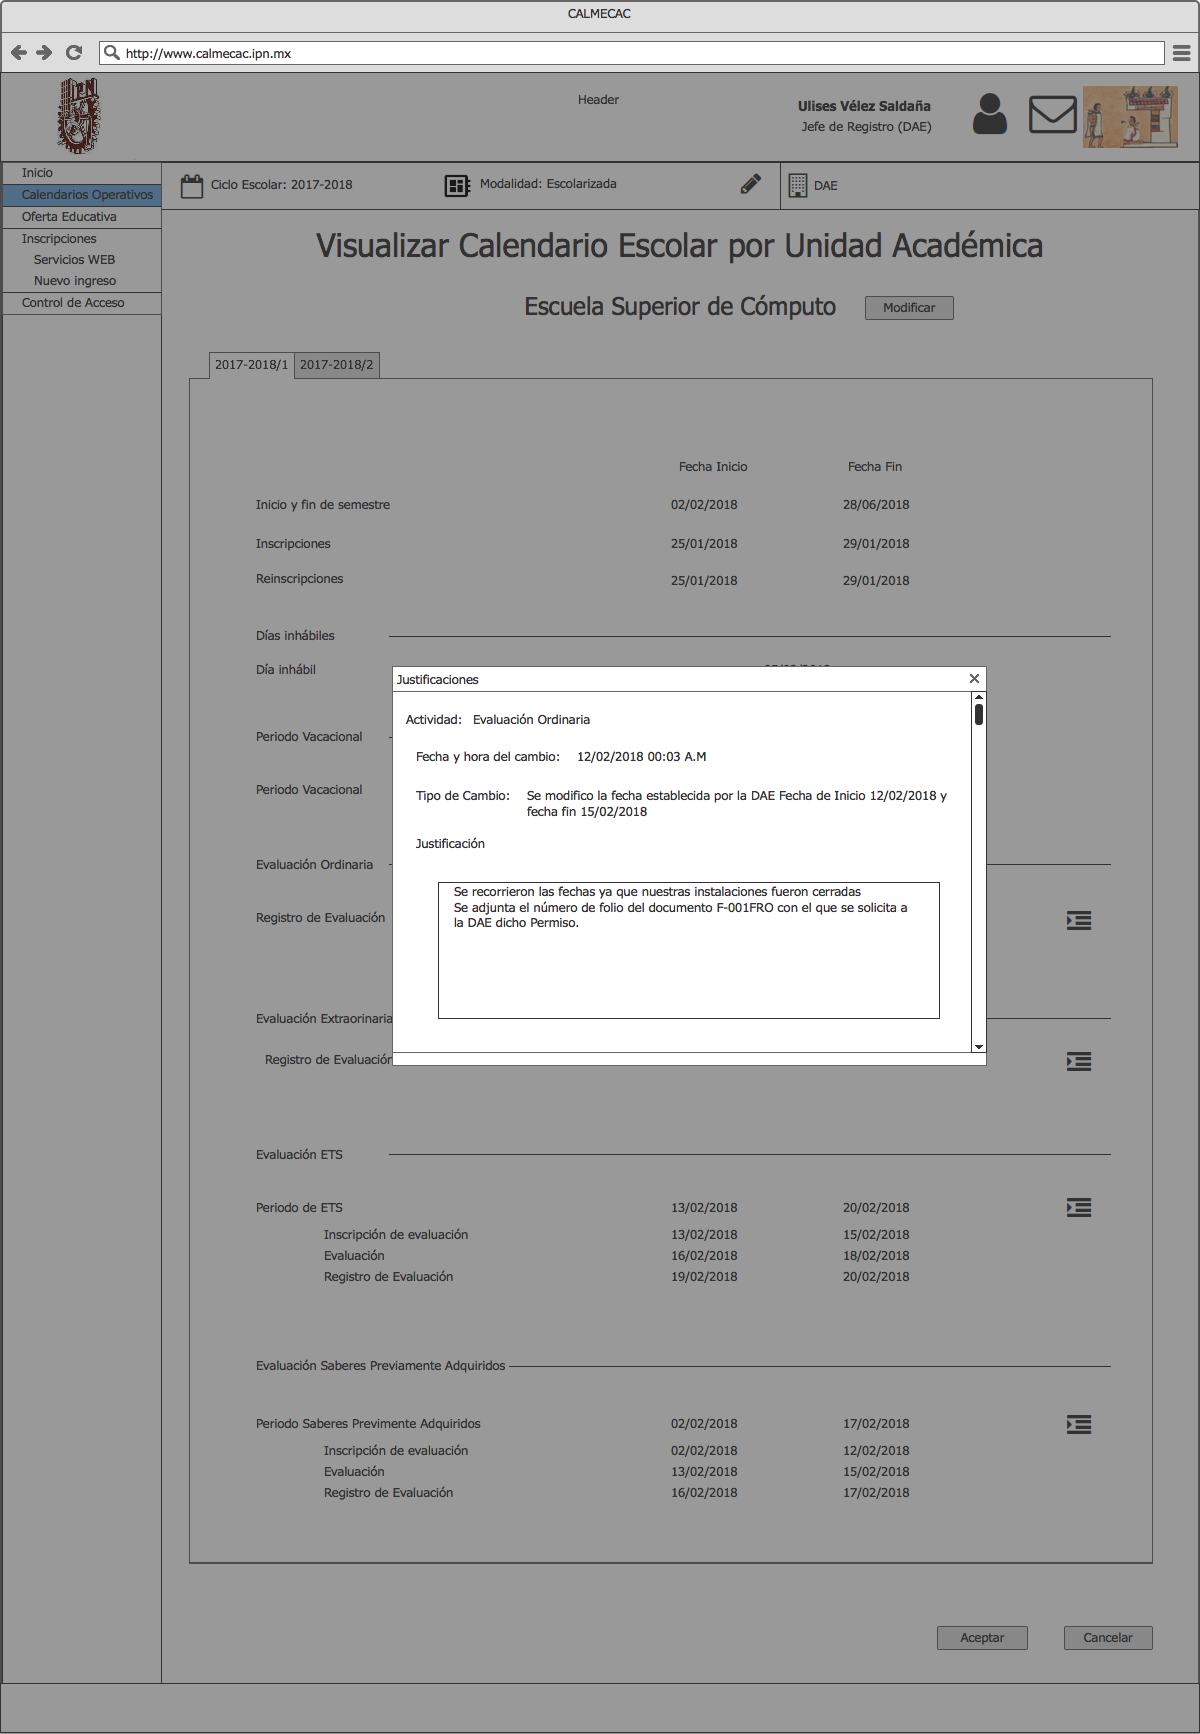 CALMECAC
http://www.calmecac.ipn.mx
IPN
Header
Ulises Vélez Saldaña
Jefe de Registro (DAE)
Inicio
Calendarios Operativos
Oferta Educativa
Inscripciones
Servicios WEB
Nuevo ingreso
Control de Acceso
Ciclo Escolar: 2017-2018
Modalidad: Escolarizada
DAE
Visualizar Calendario Escolar por Unidad Académica
Escuela Superior de Cómputo
Modificar
2017-2018/1
2017-2018/2
Fecha Inicio
Fecha Fin
Inicio y fin de semestre
02/02/2018
28/06/2018
Inscripciones
25/01/2018
29/01/2018
Reinscripciones
25/01/2018
29/01/2018
Días inhábiles
Día inhábil
Periodo Vacacional
Periodo Vacacional
Evaluación Ordinaria
Registro de Evaluación
Evaluación Extraorinaria
Registro de Evaluación
Justificaciones
Actividad: Evaluación Ordinaria
Fecha y hora del cambio: 12/02/2018 00:03 A.M
Tipo de Cambio: Se modifico la fecha establecida por la DAE Fecha de Inicio 12/02/2018 y
fecha fin 15/02/2018
Justificación
Se recorrieron las fechas ya que nuestras instalaciones fueron cerradas
Se adjunta el número de folio del documento F-001FRO con el que se solicita a
la DAE dicho Permiso.
Evaluación ETS
Periodo de ETS
13/02/2018
20/02/2018
Inscripción de evaluación
13/02/2018
15/02/2018
Evaluación
16/02/2018
18/02/2018
Registro de Evaluación
19/02/2018
20/02/2018
Evaluación Saberes Previamente Adquiridos
Periodo Saberes Previmente Adquiridos
02/02/2018
17/02/2018
Inscripción de evaluación
02/02/2018
12/02/2018
Evaluación
13/02/2018
15/02/2018
Registro de Evaluación
16/02/2018
17/02/2018
Aceptar
Cancelar